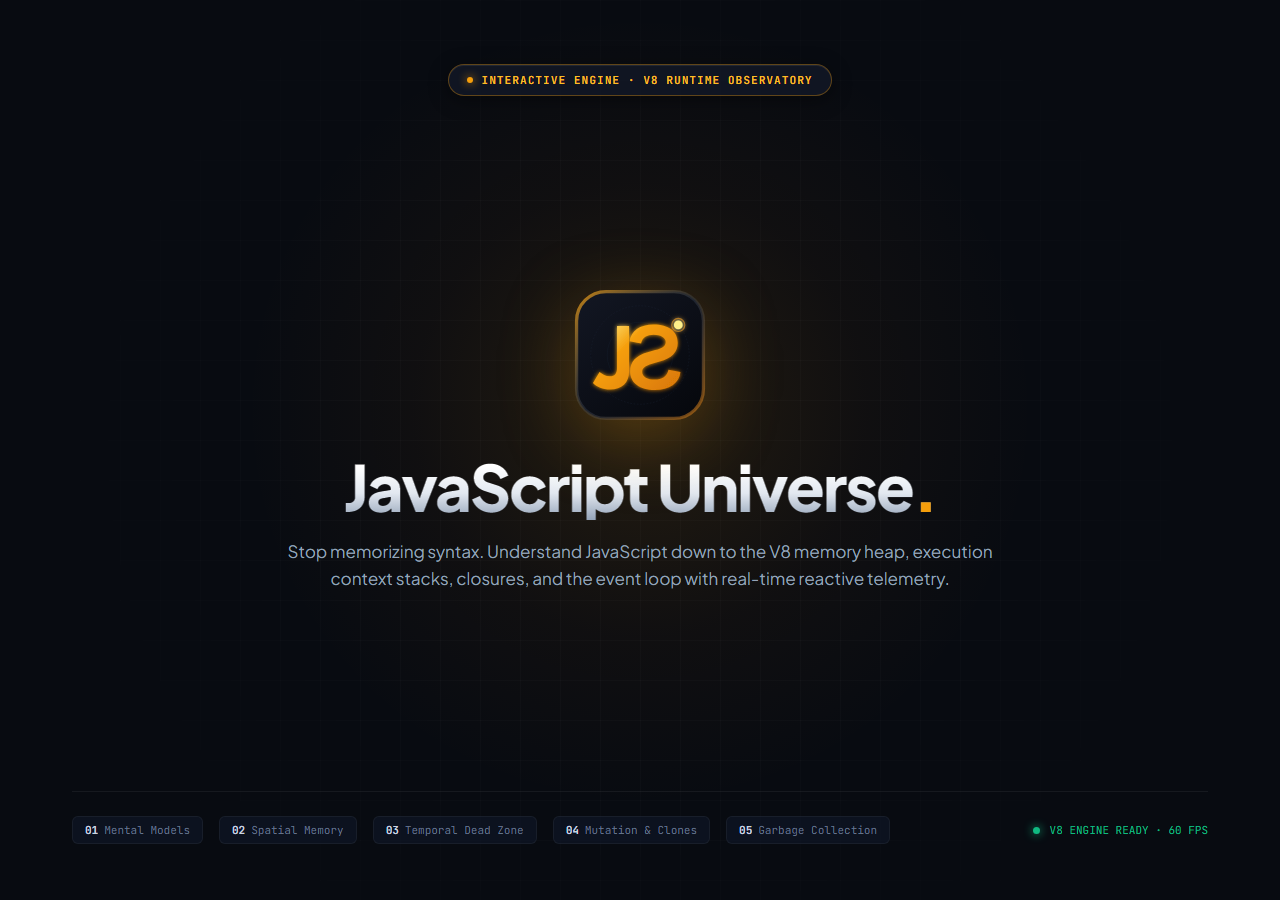 INTERACTIVE ENGINE · V8 RUNTIME OBSERVATORY
JS
JavaScript Universe.
Stop memorizing syntax. Understand JavaScript down to the V8 memory heap, execution
context stacks, closures, and the event loop with real-time reactive telemetry.
01 Mental Models
02 Spatial Memory
03 Temporal Dead Zone
04 Mutation & Clones
05 Garbage Collection
V8 ENGINE READY · 60 FPS